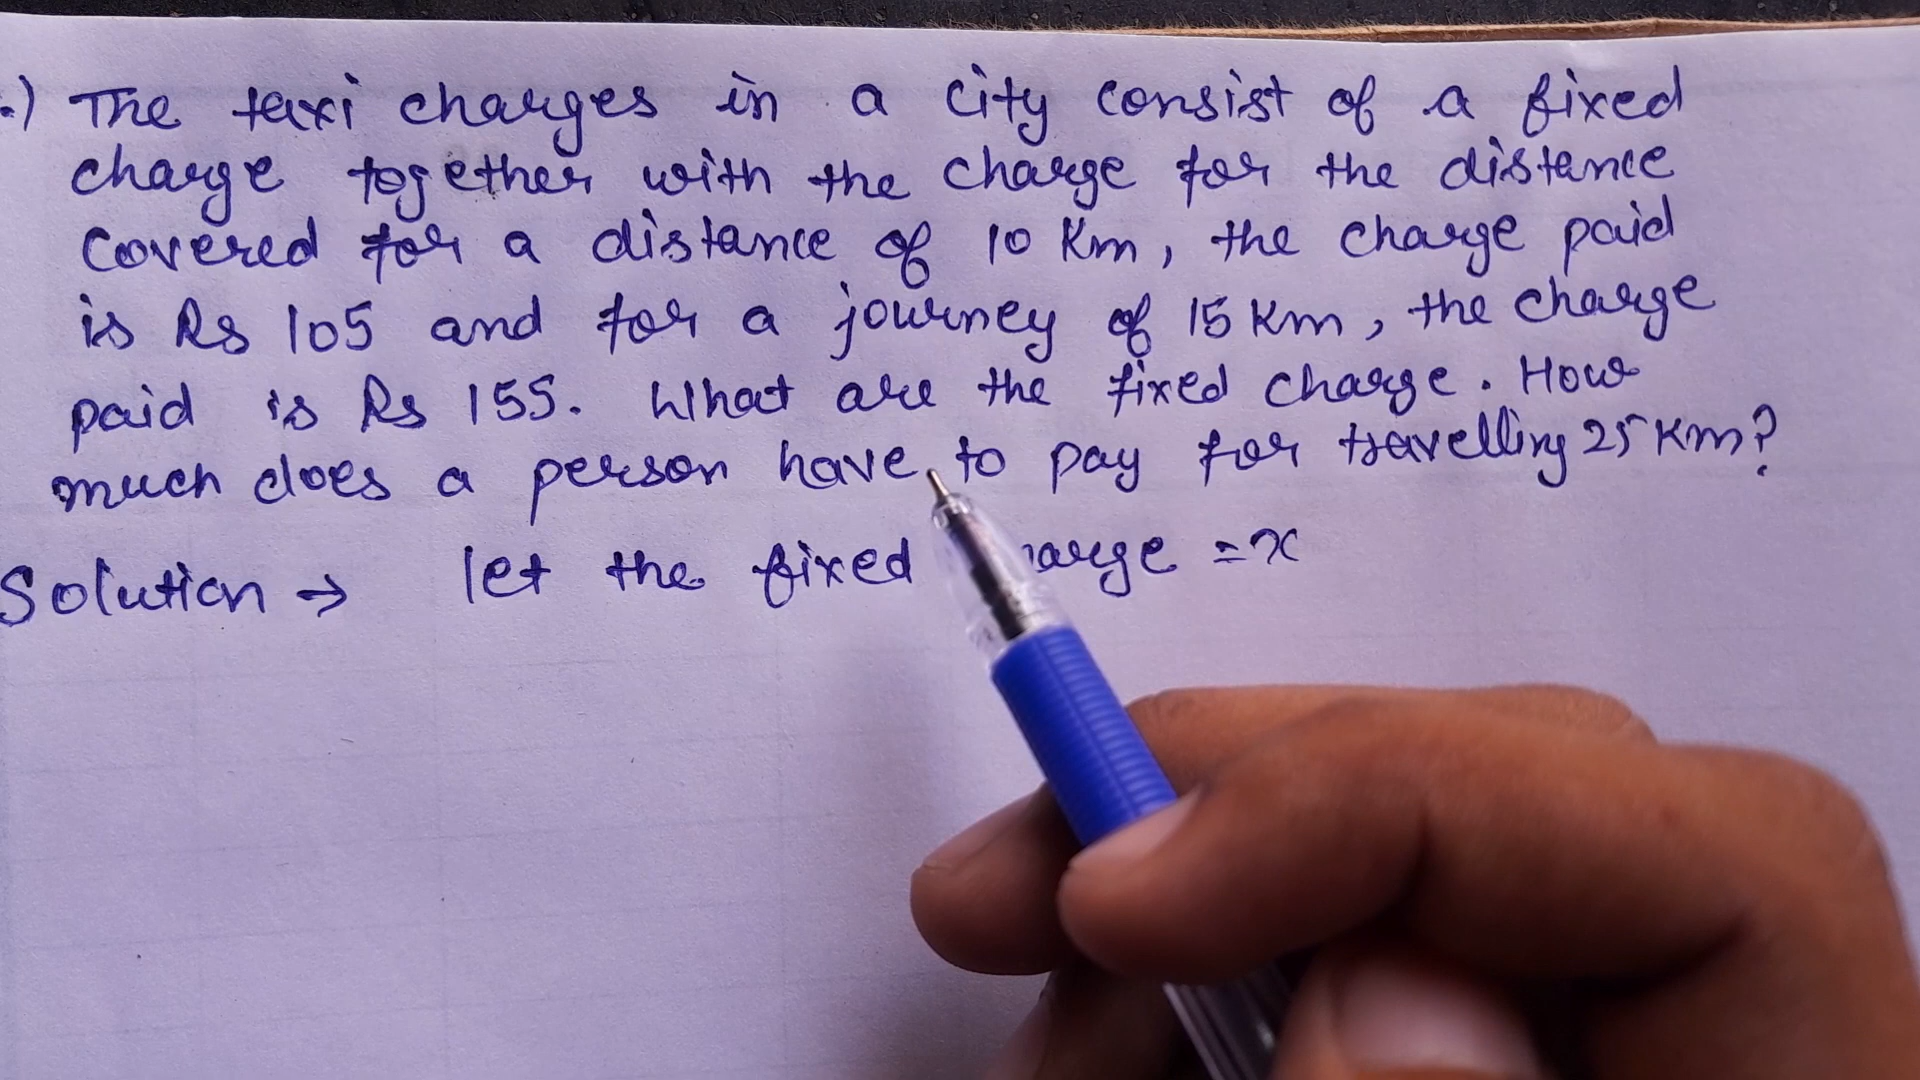 .) The taxi charges in a city consist of a fixed
charge together with the charge for the distance
covered for a distance of 10 Km, the charge paid
is Rs 105 and for a journey of 15 Km, the charge
paid is Rs 155. What are the fixed charge. How
much does a person have to pay for travelling 25 Km?
Solution → let the fixed arge = x